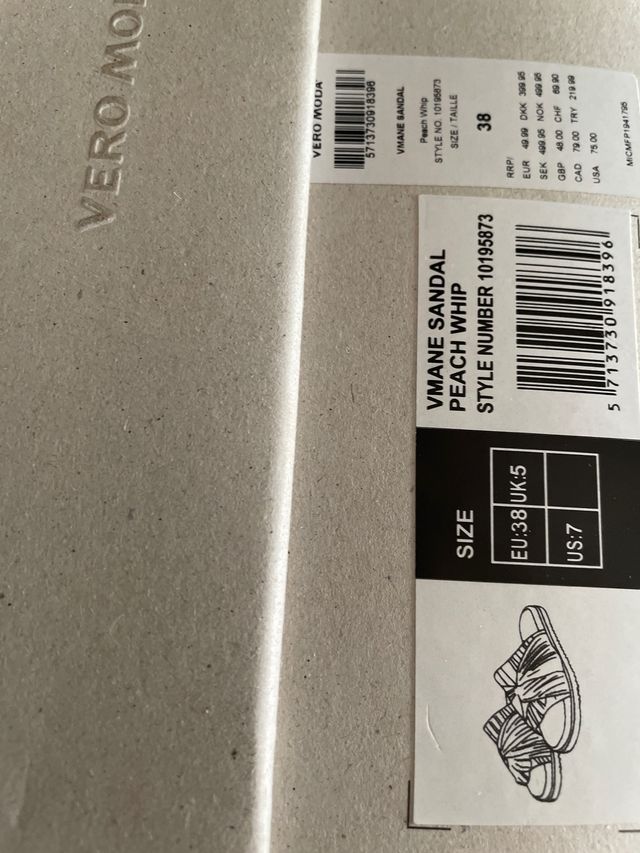 VERO MO
VERO MODA
5713730918396
VMANE SANDAL
Peach Whip
STYLE NO. 10195873
SIZE / TAILLE
38
RRP/
EUR 49.99 DKK 399.95
SEK 499.95 NOK 499.95
GBP 48.00 CHF 69.90
CAD 79.00 TRY 219.99
USA 75.00
MICMFP1941795
VMANE SANDAL
PEACH WHIP
STYLE NUMBER 10195873
5 713730 918396
SIZE
EU:38 UK:5
US:7